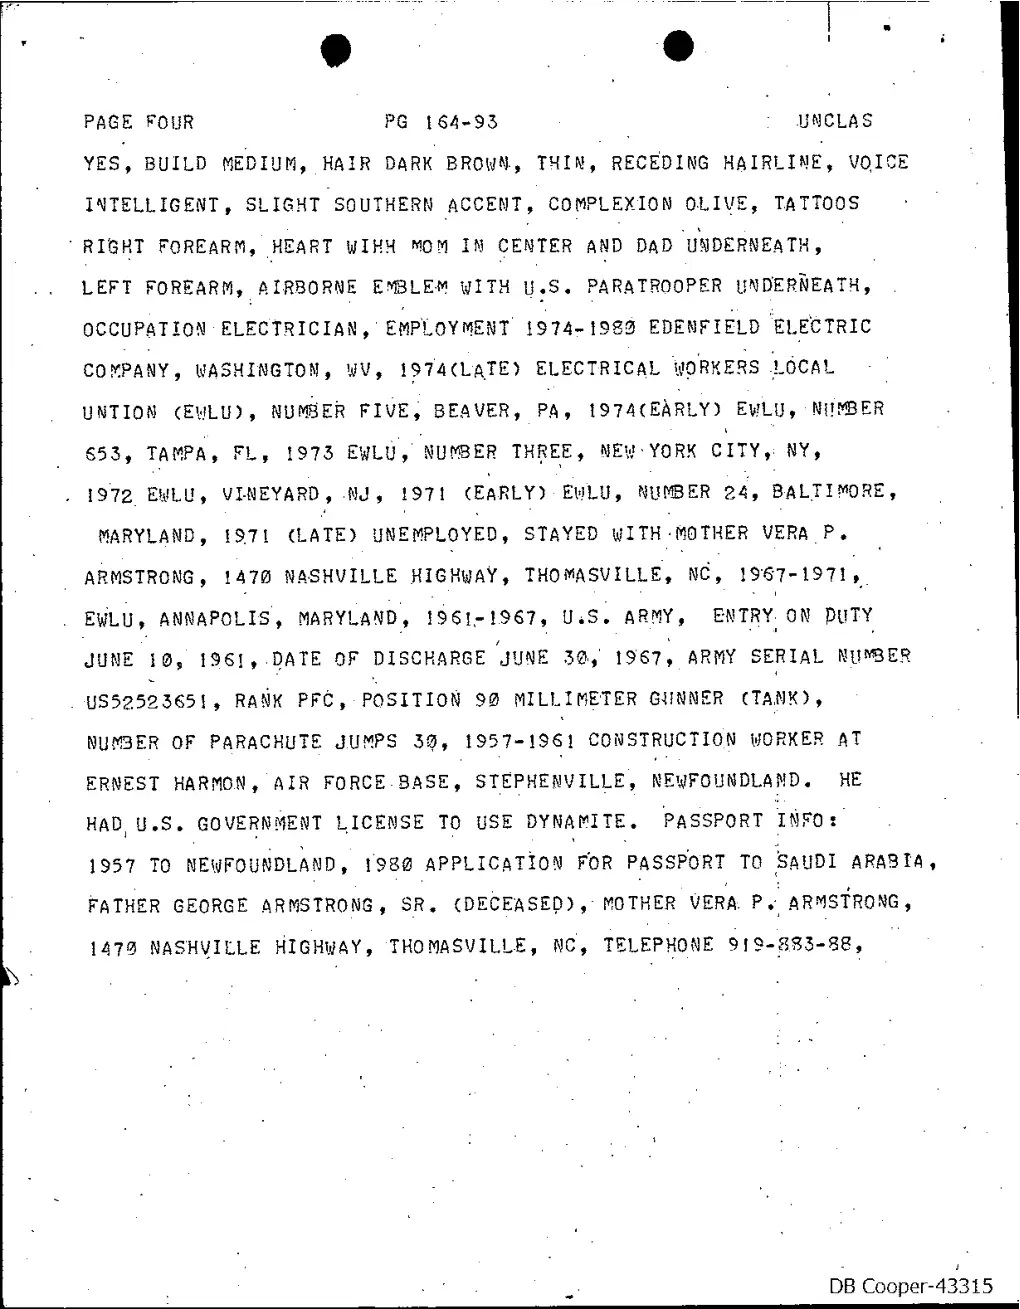 PAGE FOUR PG 164-93 UNCLAS
YES, BUILD MEDIUM, HAIR DARK BROWN, THIN, RECEDING HAIRLINE, VOICE
INTELLIGENT, SLIGHT SOUTHERN ACCENT, COMPLEXION OLIVE, TATTOOS
RIGHT FOREARM, HEART WIHH MOM IN CENTER AND DAD UNDERNEATH,
LEFT FOREARM, AIRBORNE EMBLEM WITH U.S. PARATROOPER UNDERNEATH,
OCCUPATION ELECTRICIAN, EMPLOYMENT 1974-1980 EDENFIELD ELECTRIC
COMPANY, WASHINGTON, WV, 1974(LATE) ELECTRICAL WORKERS LOCAL
UNTION (EWLU), NUMBER FIVE, BEAVER, PA, 1974(EARLY) EWLU, NUMBER
653, TAMPA, FL, 1973 EWLU, NUMBER THREE, NEW YORK CITY, NY,
1972 EWLU, VINEYARD, NJ, 1971 (EARLY) EWLU, NUMBER 24, BALTIMORE,
MARYLAND, 1971 (LATE) UNEMPLOYED, STAYED WITH MOTHER VERA P.
ARMSTRONG, 1470 NASHVILLE HIGHWAY, THOMASVILLE, NC, 1967-1971,
EWLU, ANNAPOLIS, MARYLAND, 1961-1967, U.S. ARMY, ENTRY ON DUTY
JUNE 10, 1961, DATE OF DISCHARGE JUNE 30, 1967, ARMY SERIAL NUMBER
US52523651, RANK PFC, POSITION 90 MILLIMETER GUNNER (TANK),
NUMBER OF PARACHUTE JUMPS 30, 1957-1961 CONSTRUCTION WORKER AT
ERNEST HARMON, AIR FORCE BASE, STEPHENVILLE, NEWFOUNDLAND. HE
HAD U.S. GOVERNMENT LICENSE TO USE DYNAMITE. PASSPORT INFO:
1957 TO NEWFOUNDLAND, 1980 APPLICATION FOR PASSPORT TO SAUDI ARABIA,
FATHER GEORGE ARMSTRONG, SR. (DECEASED), MOTHER VERA P. ARMSTRONG,
1470 NASHVILLE HIGHWAY, THOMASVILLE, NC, TELEPHONE 919-883-88,
DB Cooper-43315